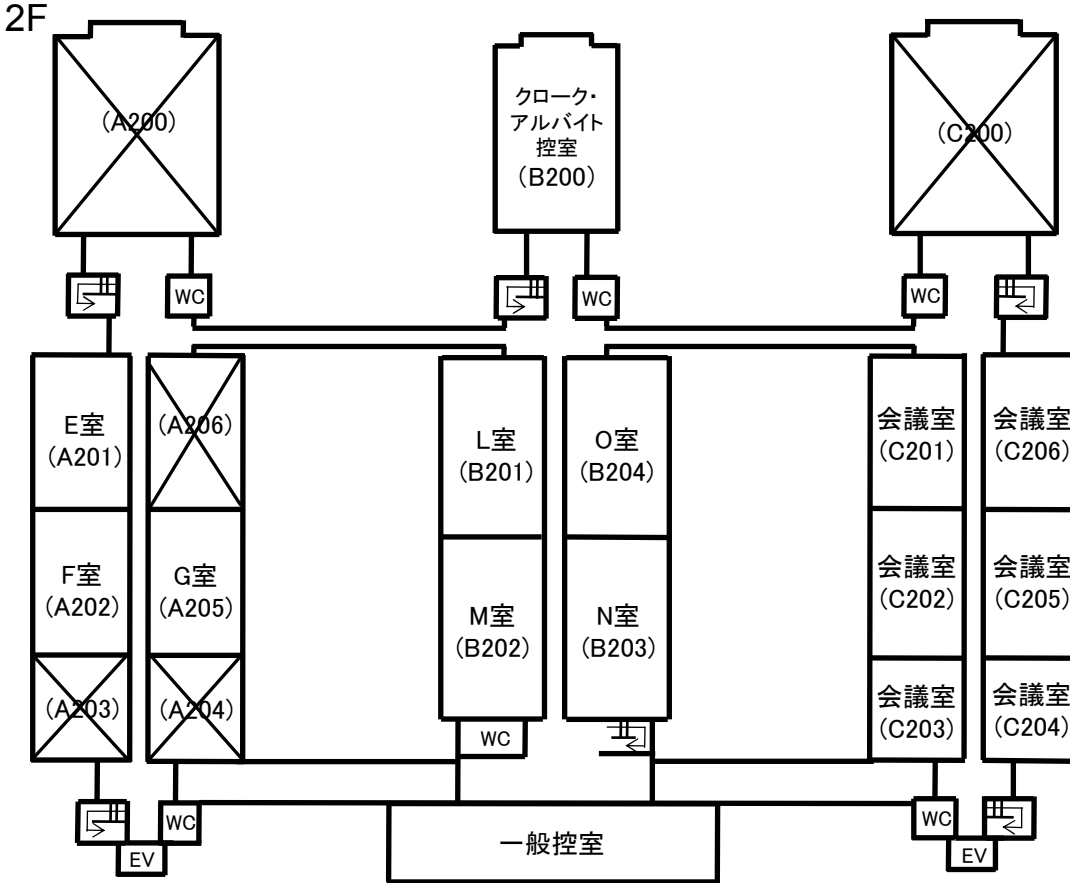 2F
(A200)
クローク・
アルバイト
控室
(B200)
(C200)
WC
WC
WC
E室
(A201)
(A206)
L室
(B201)
O室
(B204)
会議室
(C201)
会議室
(C206)
F室
(A202)
G室
(A205)
M室
(B202)
N室
(B203)
会議室
(C202)
会議室
(C205)
(A203)
(A204)
会議室
(C203)
会議室
(C204)
WC
WC
WC
EV
一般控室
EV